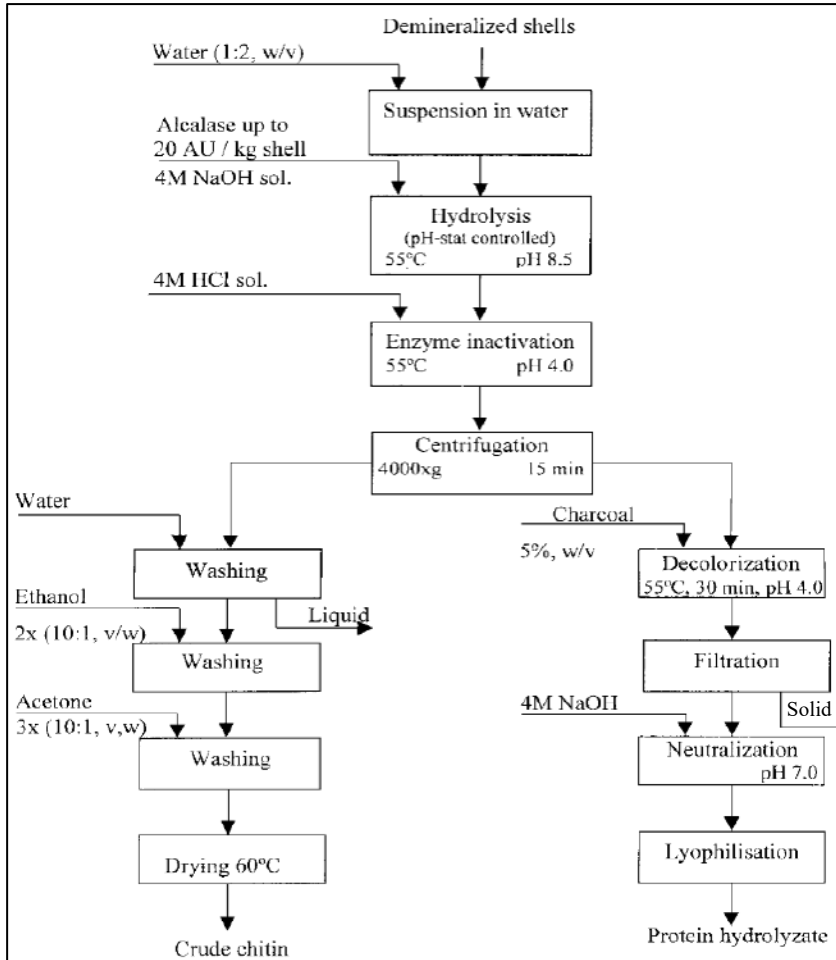 Demineralized shells
Water (1:2, w/v)
Suspension in water
Alcalase up to
20 AU / kg shell
4M NaOH sol.
Hydrolysis
(pH-stat controlled)
55ºC pH 8.5
4M HCl sol.
Enzyme inactivation
55ºC pH 4.0
Centrifugation
4000xg 15 min
Water
Washing
Liquid
Ethanol
2x (10:1, v/w)
Washing
Acetone
3x (10:1, v,w)
Washing
Drying 60ºC
Crude chitin
Charcoal
5%, w/v
Decolorization
55ºC, 30 min, pH 4.0
Filtration
Solid
4M NaOH
Neutralization
pH 7.0
Lyophilisation
Protein hydrolyzate